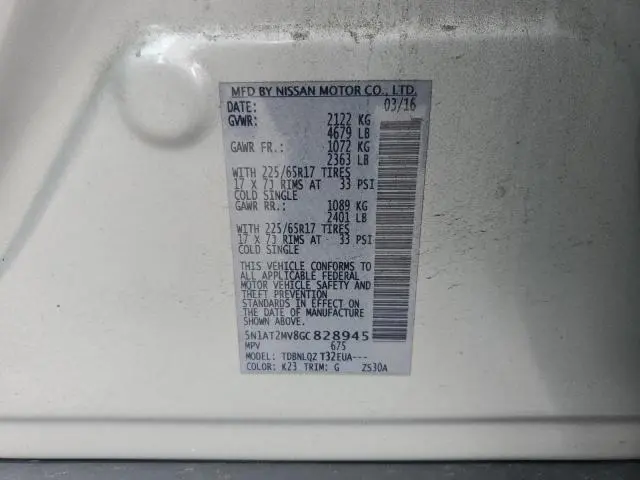 MFD BY NISSAN MOTOR CO., LTD.
DATE: 03/16
GVWR: 2122 KG
4679 LB
GAWR FR.: 1072 KG
2363 LB
WITH 225/65R17 TIRES
17 X 7J RIMS AT 33 PSI
COLD SINGLE
GAWR RR.: 1089 KG
2401 LB
WITH 225/65R17 TIRES
17 X 7J RIMS AT 33 PSI
COLD SINGLE
THIS VEHICLE CONFORMS TO
ALL APPLICABLE FEDERAL
MOTOR VEHICLE SAFETY AND
THEFT PREVENTION
STANDARDS IN EFFECT ON
THE DATE OF MANUFACTURE
SHOWN ABOVE.
5N1AT2MV8GC828945
MPV 675
MODEL: TDBNLQZ T32EUA---
COLOR: K23 TRIM: G ZS30A